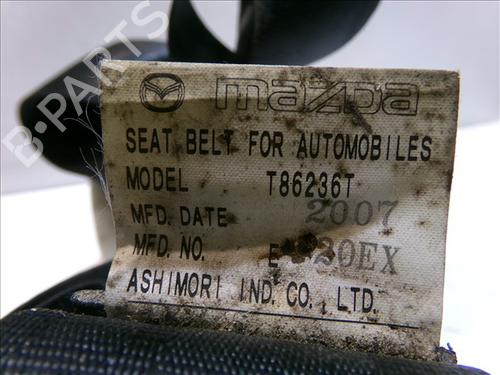 B-PARTS
mazda
SEAT BELT FOR AUTOMOBILES
MODEL T86236T
MFD. DATE 2007
MFD. NO.
ASHIMORI IND. CO., LTD.